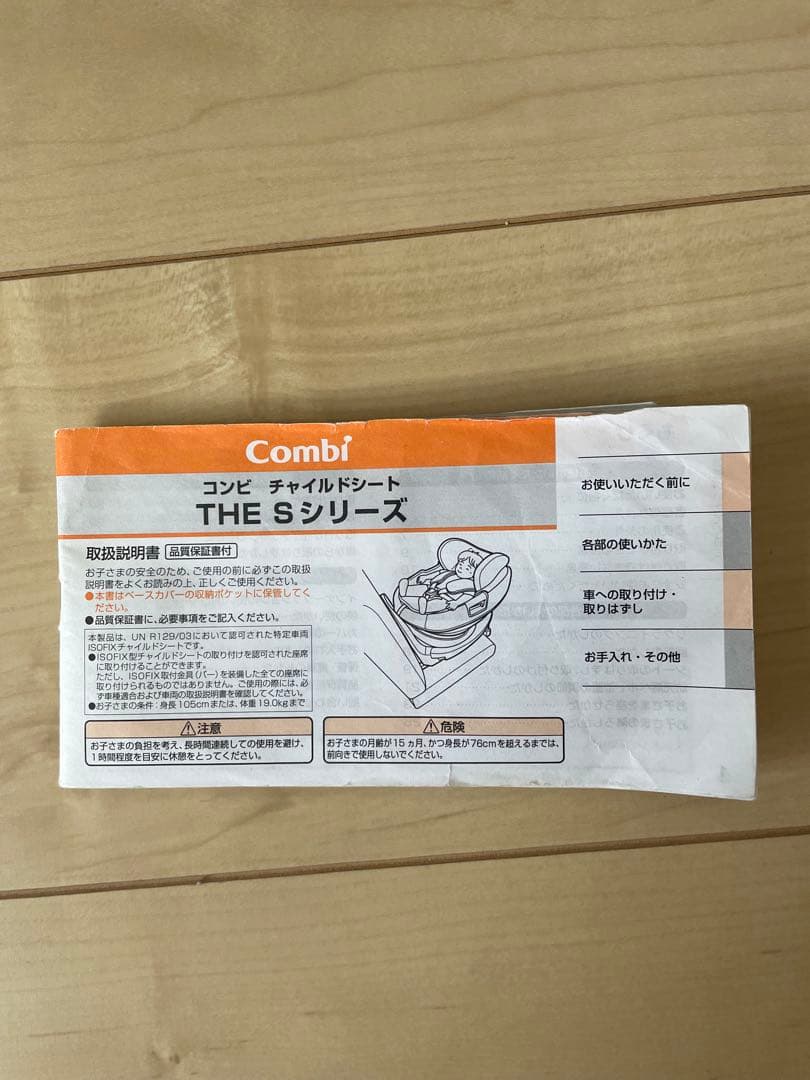 Combi
コンビ チャイルドシート
THE Sシリーズ
取扱説明書 品質保証書付
お子さまの安全のため、ご使用の前に必ずこの取扱
説明書をよくお読みの上、正しくご使用ください。
●本書はベースカバーの収納ポケットに保管してく
ださい。
●品質保証書に、必要事項をご記入ください。
本製品は、UN R129/03において認可された特定車両
ISOFIXチャイルドシートです。
●ISOFIX型チャイルドシートの取り付けを認可された座席
に取り付けることができます。
ただし、ISOFIX取付金具(バー)を装備した全ての座席に
取り付けられるものではありません。ご使用の際には、必
ず車種適合および車両の取扱説明書を確認してください。
●お子さまの条件:身長105cmまたは、体重19.0kgまで
⚠注意
お子さまの負担を考え、長時間連続しての使用を避け、
1時間程度を目安に休憩をとってください。
⚠危険
お子さまの月齢が15ヵ月、かつ身長が76cmを超えるまでは、
前向きで使用しないでください。
お使いいただく前に
各部の使いかた
車への取り付け・
取りはずし
お手入れ・その他